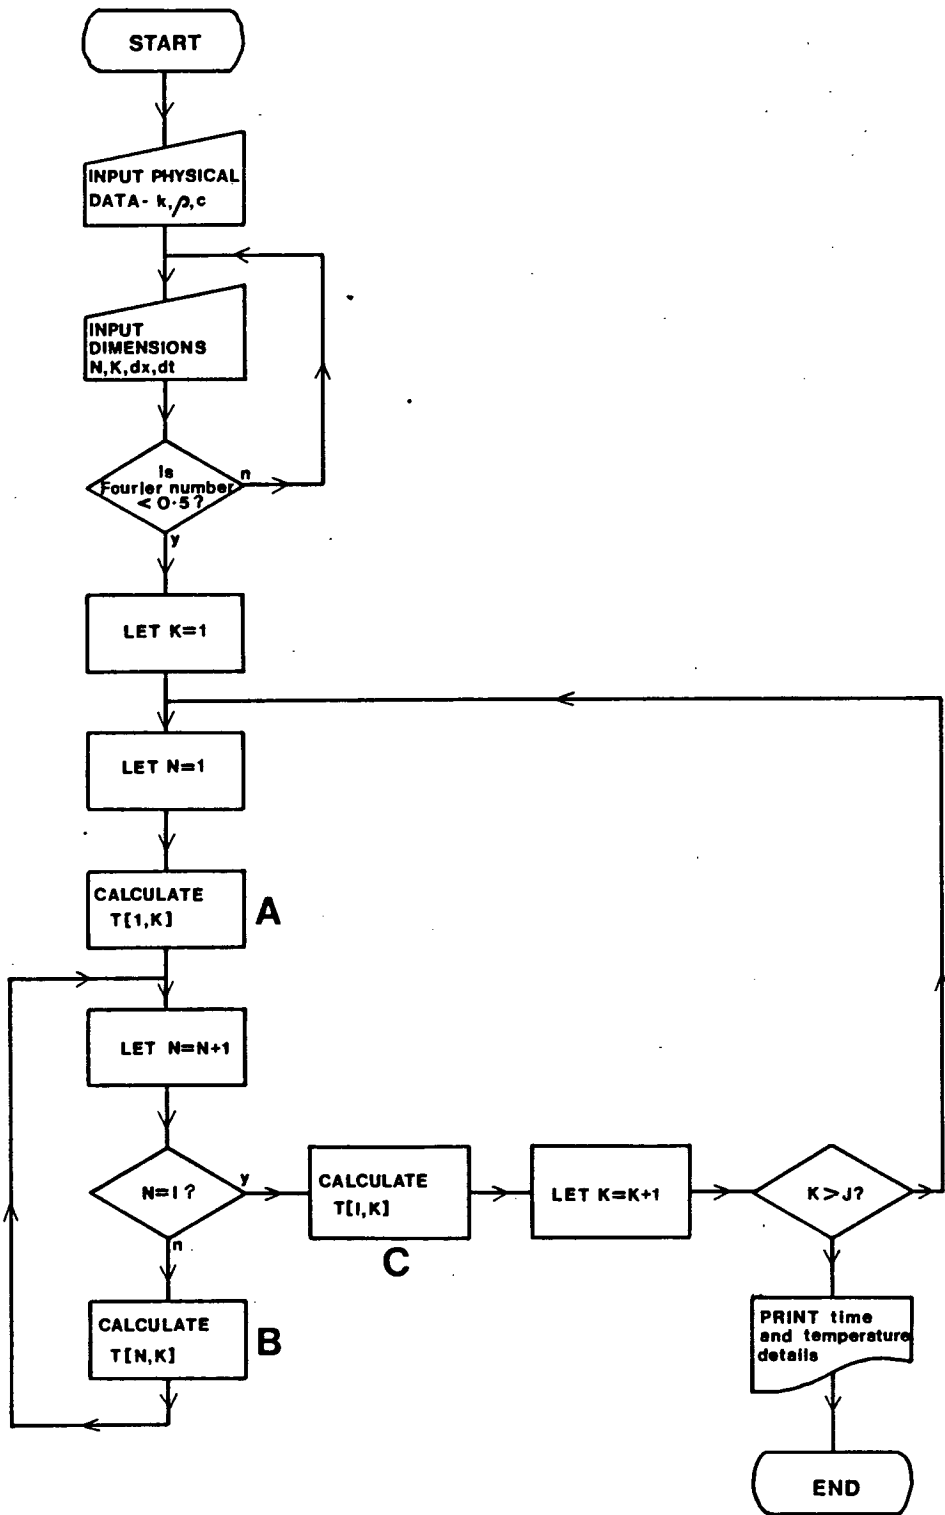 START
INPUT PHYSICAL
DATA- k,ρ,c
INPUT
DIMENSIONS
N,K,dx,dt
Is
Fourier number
< 0·5?
n
y
LET K=1
LET N=1
CALCULATE
T[1,K]
A
LET N=N+1
N=I?
y
n
CALCULATE
T[I,K]
C
LET K=K+1
K>J?
CALCULATE
T[N,K]
B
PRINT time
and temperature
details
END